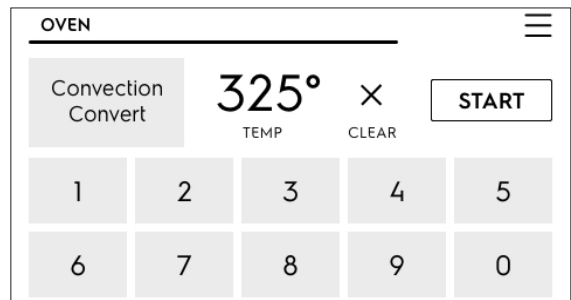 OVEN
Convection
Convert
325°
TEMP
×
CLEAR
START
1 2 3 4 5
6 7 8 9 0